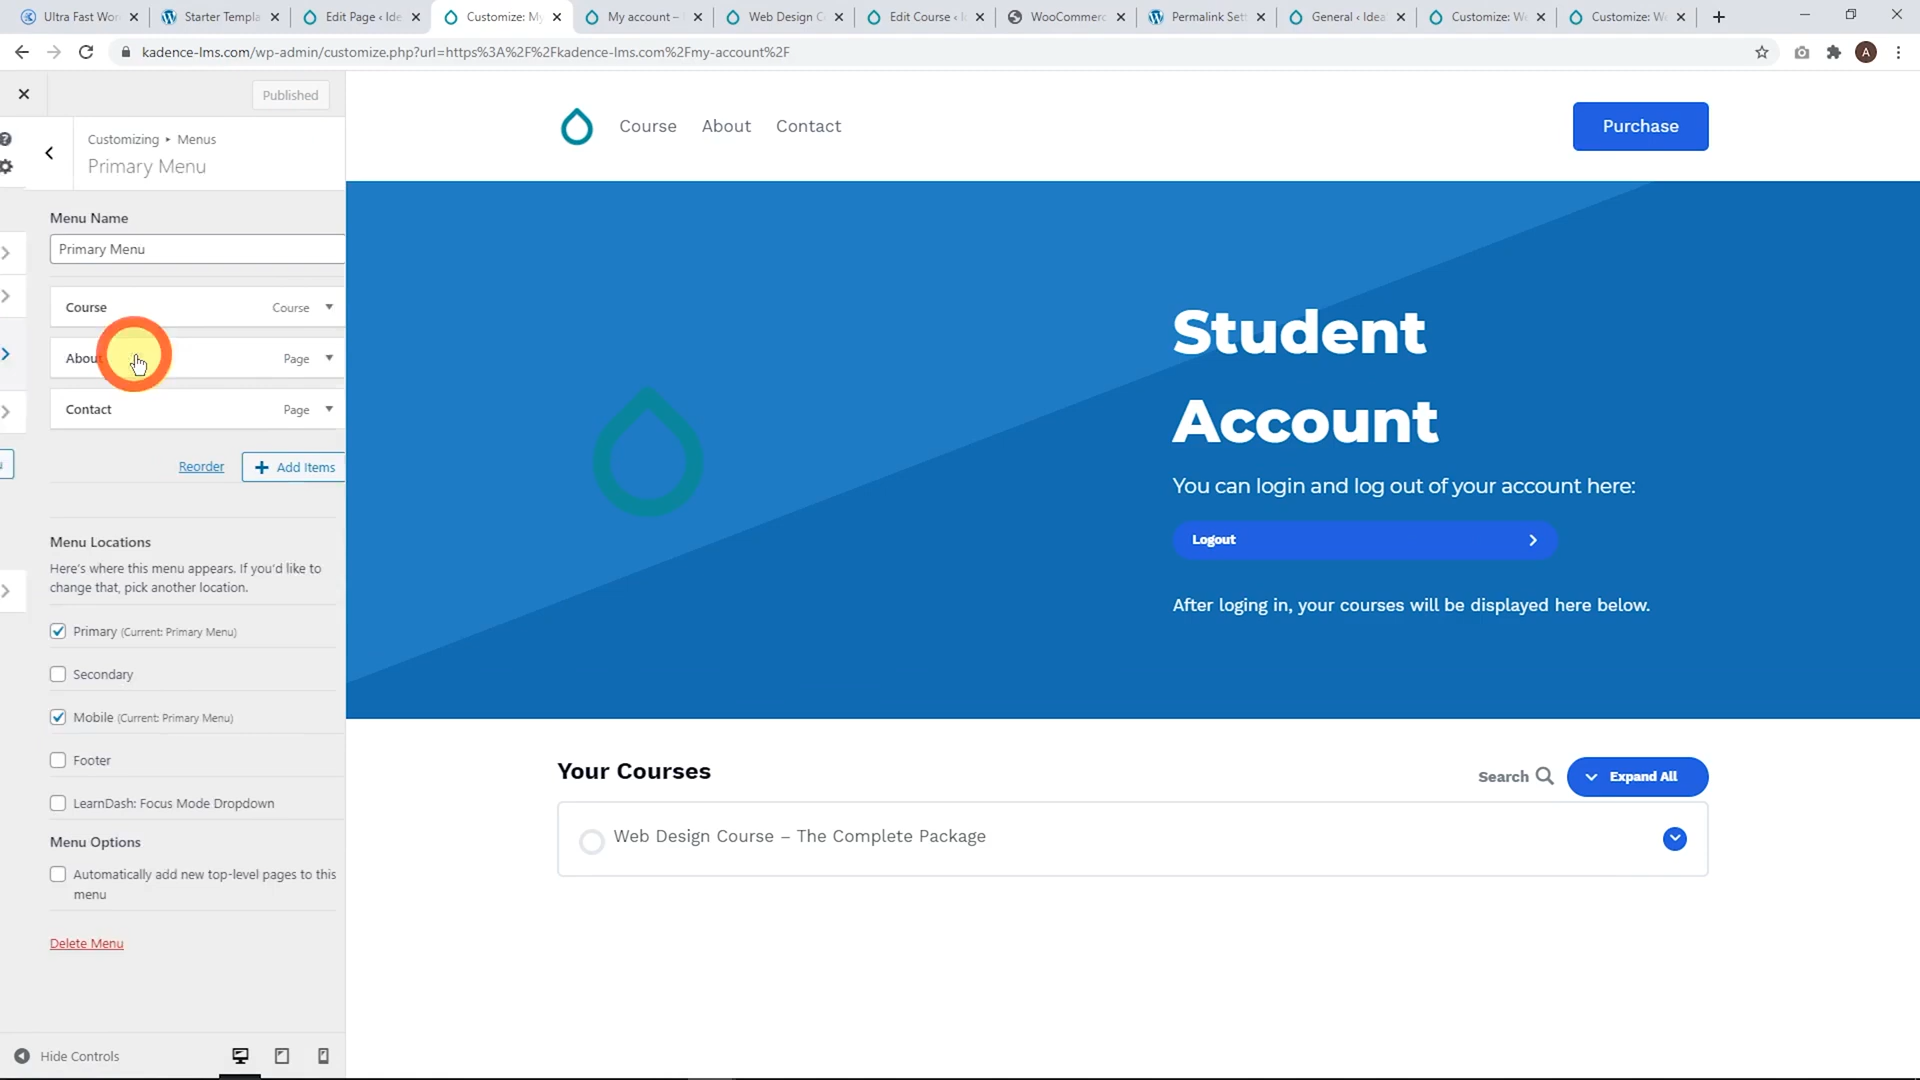 Ultra Fast Wor
Starter Templa
Edit Page ‹ Ide
Customize: My
My account –
Web Design C
Edit Course ‹ I
WooCommerc
Permalink Sett
General ‹ Idea
Customize: W
Customize: W
kadence-lms.com/wp-admin/customize.php?url=https%3A%2F%2Fkadence-lms.com%2Fmy-account%2F
A
Published
Customizing ▸ Menus
Primary Menu
Menu Name
Primary Menu
Course Course
About Page
Contact Page
Reorder
+ Add Items
Menu Locations
Here's where this menu appears. If you'd like to
change that, pick another location.
Primary (Current: Primary Menu)
Secondary
Mobile (Current: Primary Menu)
Footer
LearnDash: Focus Mode Dropdown
Menu Options
Automatically add new top-level pages to this
menu
Delete Menu
Hide Controls
Course About Contact
Purchase
Student
Account
You can login and log out of your account here:
Logout
After loging in, your courses will be displayed here below.
Your Courses
Search
Expand All
Web Design Course – The Complete Package